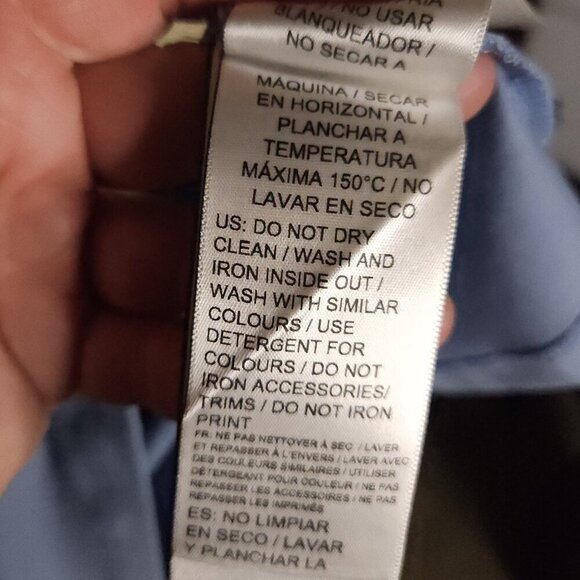 / NO USAR
BLANQUEADOR /
NO SECAR A
MAQUINA / SECAR
EN HORIZONTAL /
PLANCHAR A
TEMPERATURA
MÁXIMA 150°C / NO
LAVAR EN SECO
US: DO NOT DRY
CLEAN / WASH AND
IRON INSIDE OUT /
WASH WITH SIMILAR
COLOURS / USE
DETERGENT FOR
COLOURS / DO NOT
IRON ACCESSORIES/
TRIMS / DO NOT IRON
PRINT
FR: NE PAS NETTOYER À SEC / LAVER
ET REPASSER À L'ENVERS / LAVER AVEC
DES COULEURS SIMILAIRES / UTILISER
DÉTERGENT POUR COULEUR / NE PAS
REPASSER LES ACCESSOIRES / NE PAS
REPASSER LES IMPRIMÉS
ES: NO LIMPIAR
EN SECO / LAVAR
Y PLANCHAR LA